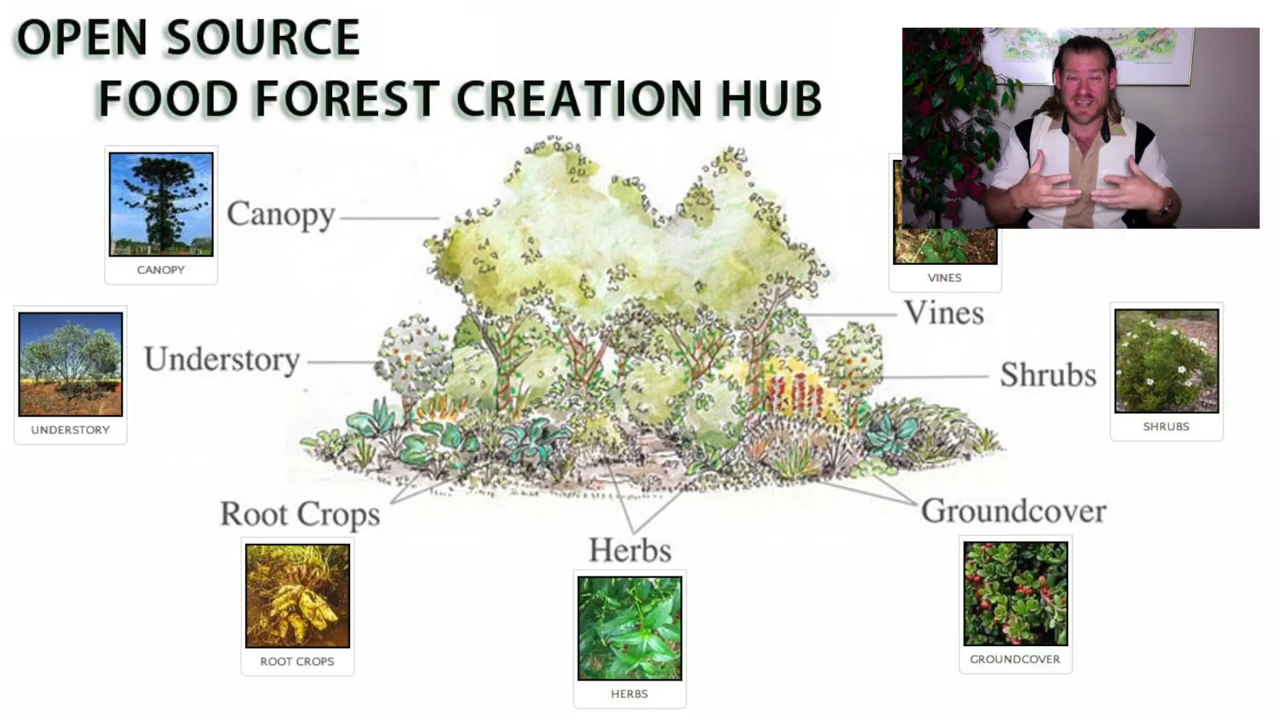 OPEN SOURCE
FOOD FOREST CREATION HUB
CANOPY
Canopy
VINES
Vines
UNDERSTORY
Understory
Shrubs
SHRUBS
Root Crops
Groundcover
Herbs
ROOT CROPS
HERBS
GROUNDCOVER